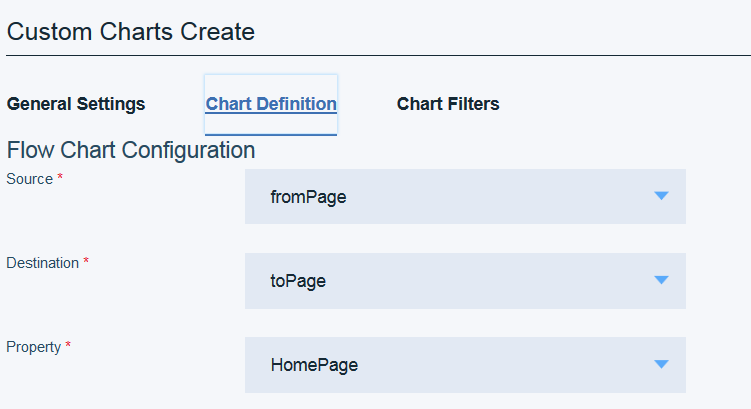 Custom Charts Create
General Settings Chart Definition Chart Filters
Flow Chart Configuration
Source * fromPage
Destination * toPage
Property * HomePage